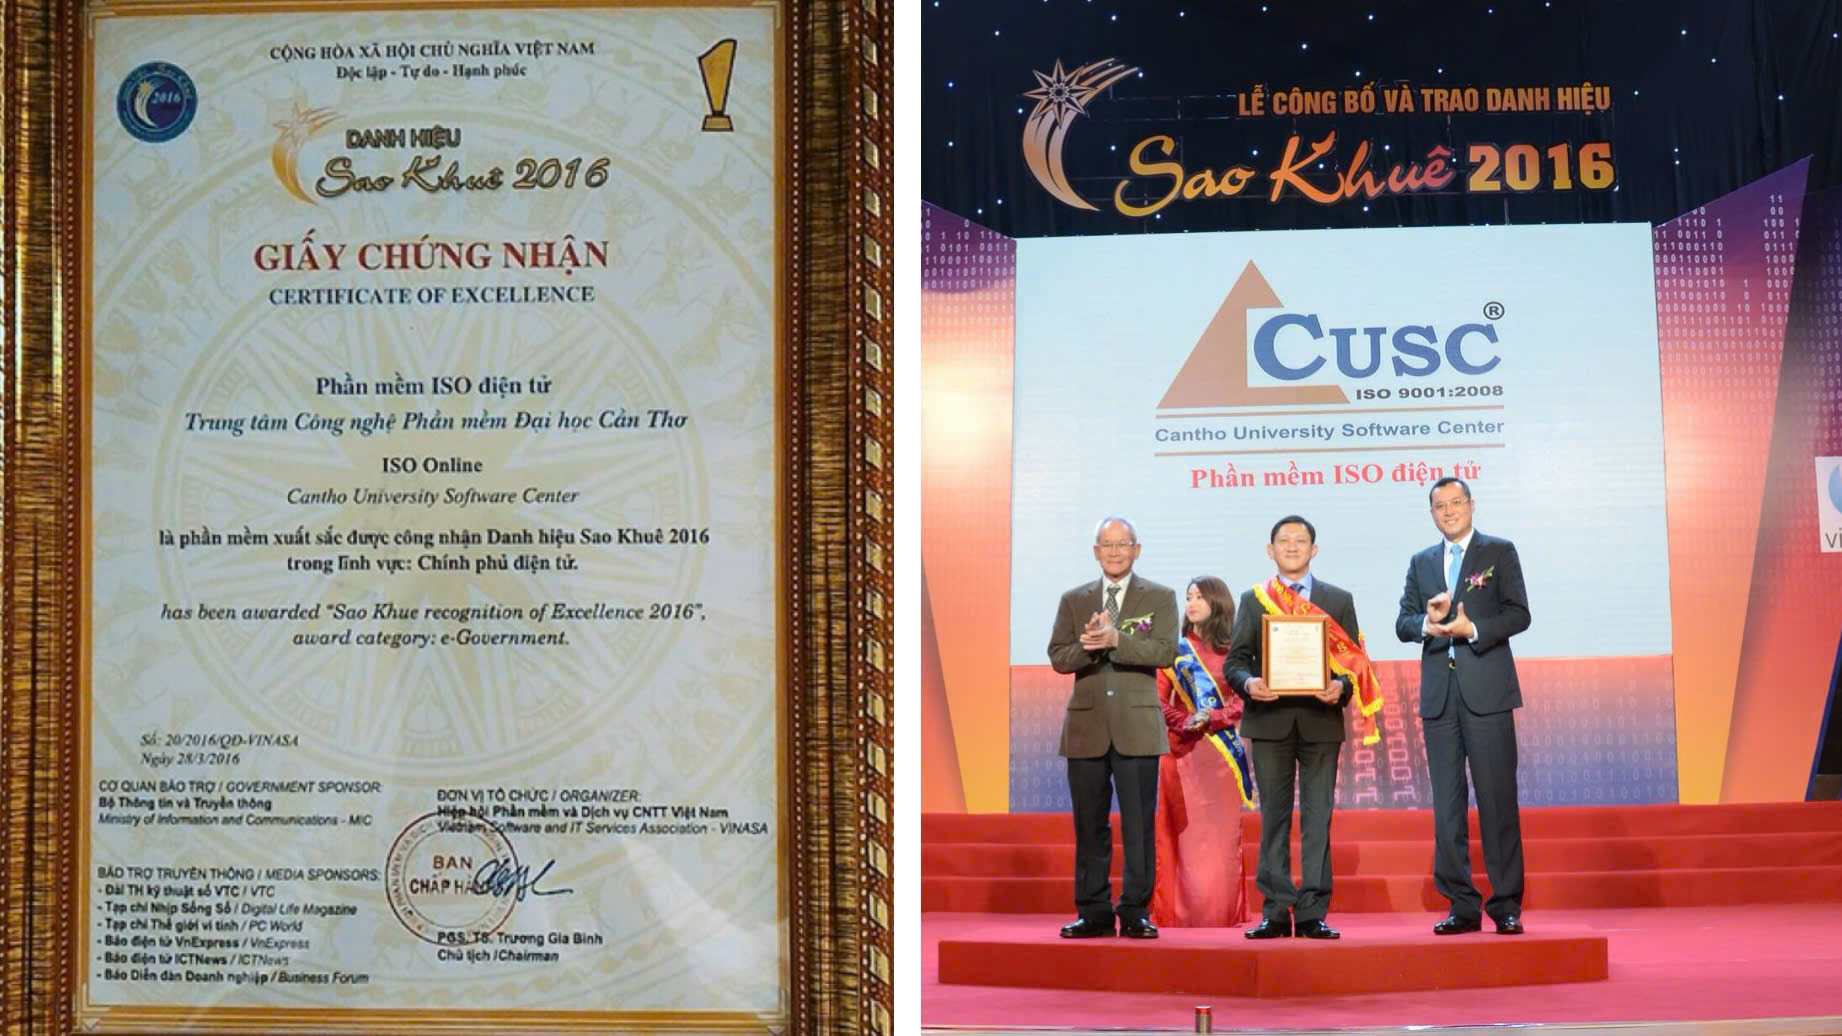 CỘNG HÒA XÃ HỘI CHỦ NGHĨA VIỆT NAM
Độc lập - Tự do - Hạnh phúc
2016
DANH HIỆU
Sao Khuê 2016
GIẤY CHỨNG NHẬN
CERTIFICATE OF EXCELLENCE
Phần mềm ISO điện tử
Trung tâm Công nghệ Phần mềm Đại học Cần Thơ
ISO Online
Cantho University Software Center
là phần mềm xuất sắc được công nhận Danh hiệu Sao Khuê 2016
trong lĩnh vực: Chính phủ điện tử.
has been awarded “Sao Khue recognition of Excellence 2016”,
award category: e-Government.
Số: 20/2016/QĐ-VINASA
Ngày 28/3/2016
CƠ QUAN BẢO TRỢ / GOVERNMENT SPONSOR:
Bộ Thông tin và Truyền thông
Ministry of Information and Communications - MIC
BẢO TRỢ TRUYỀN THÔNG / MEDIA SPONSORS:
- Đài TH kỹ thuật số VTC / VTC
- Tạp chí Nhịp Sống Số / Digital Life Magazine
- Tạp chí Thế giới vi tính / PC World
- Báo điện tử VnExpress / VnExpress
- Báo điện tử ICTNews / ICTNews
- Báo Diễn đàn Doanh nghiệp / Business Forum
ĐƠN VỊ TỔ CHỨC / ORGANIZER:
Hiệp hội Phần mềm và Dịch vụ CNTT Việt Nam
Vietnam Software and IT Services Association - VINASA
BAN
CHẤP HÀNH
PGS. TS. Trương Gia Bình
Chủ tịch / Chairman
LỄ CÔNG BỐ VÀ TRAO DANH HIỆU
Sao Khuê 2016
CUSC®
ISO 9001:2008
Cantho University Software Center
Phần mềm ISO điện tử